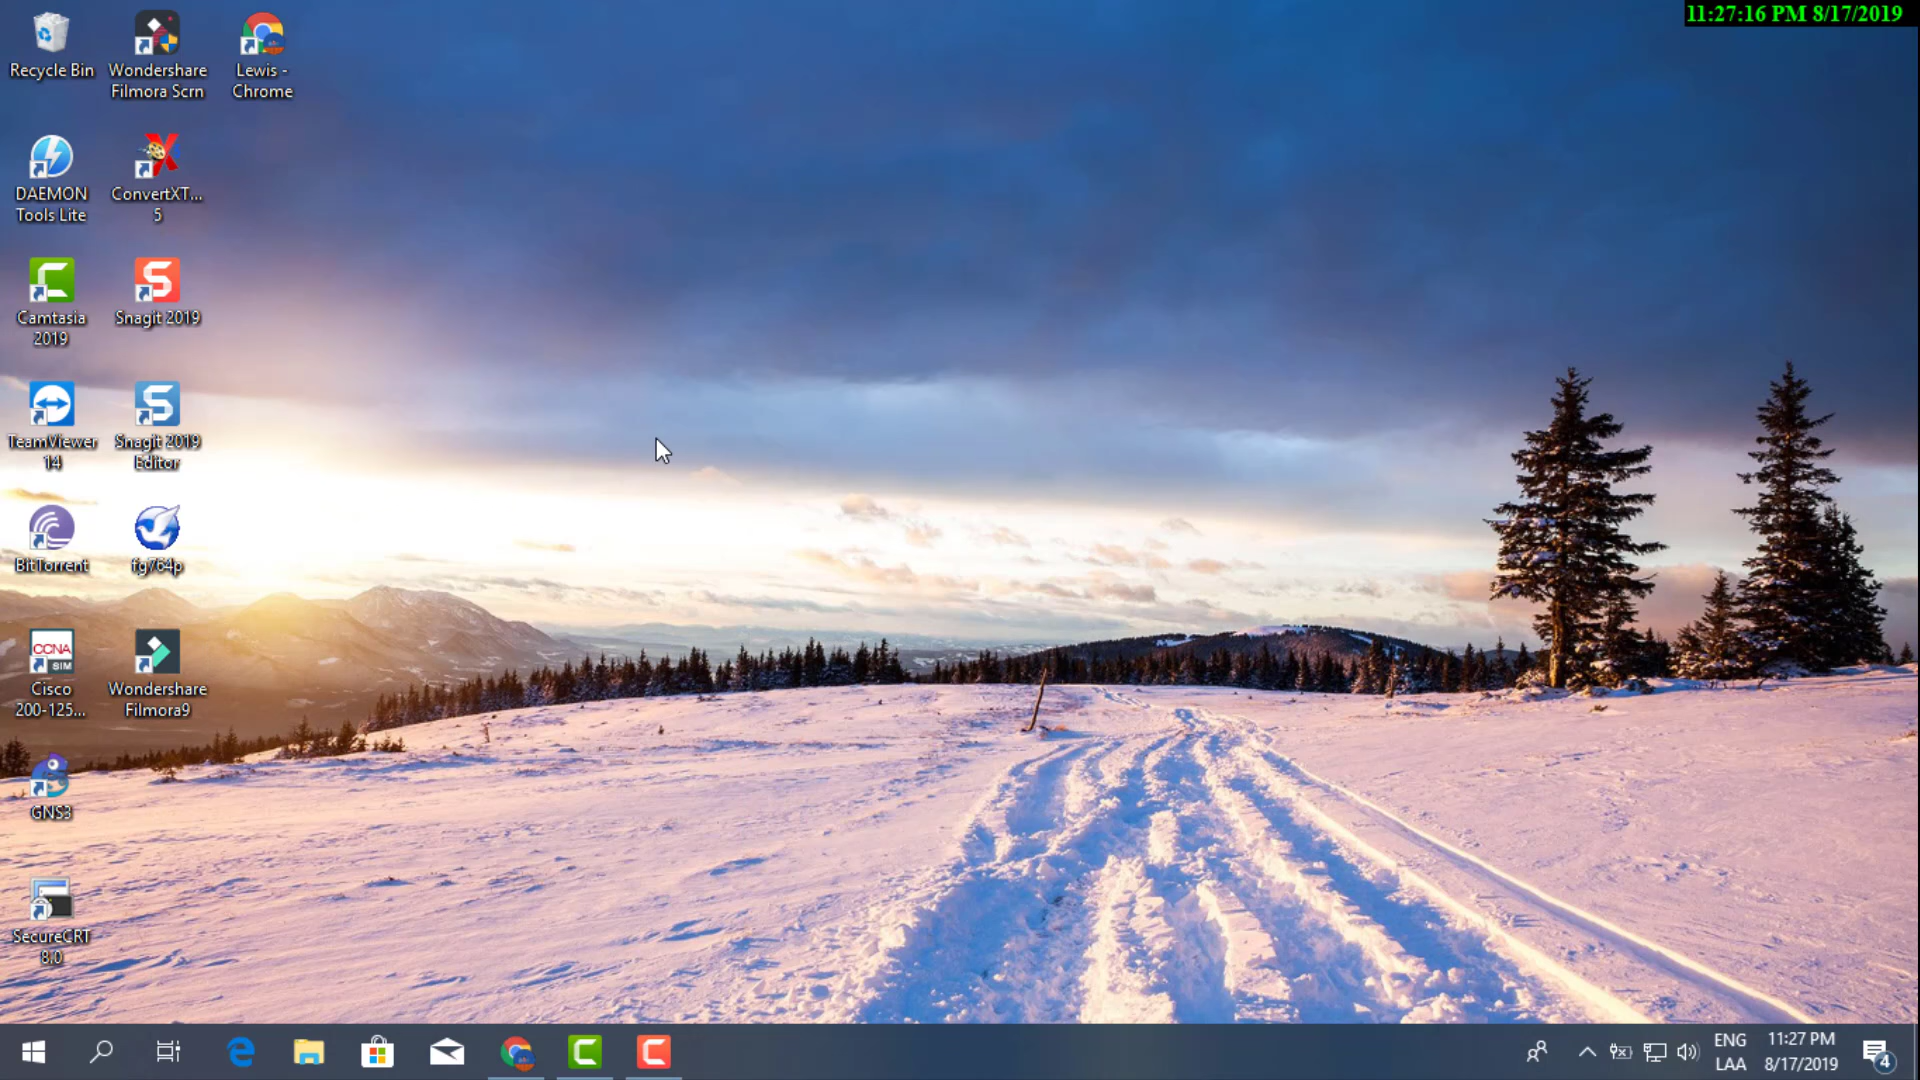 11:27:16 PM 8/17/2019
Recycle Bin
Wondershare
Filmora Scrn
Lewis -
Chrome
DAEMON
Tools Lite
ConvertXT...
5
Camtasia
2019
Snagit 2019
TeamViewer
14
Snagit 2019
Editor
BitTorrent
fg764p
CCNA
SIM
Cisco
200-125...
Wondershare
Filmora9
GNS3
SecureCRT
8.0
ENG
LAA
11:27 PM
8/17/2019
4